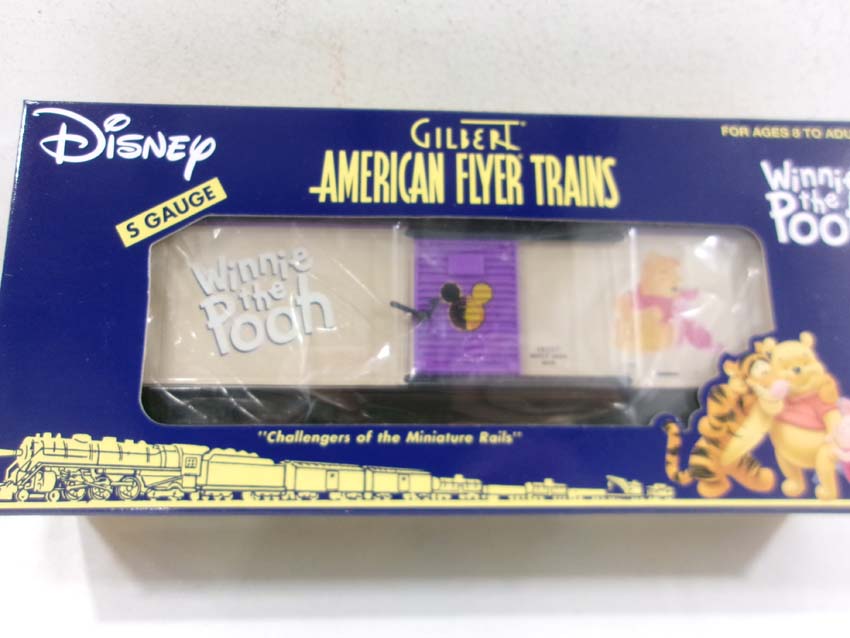 Disney
GILBERT
AMERICAN FLYER TRAINS
FOR AGES 8 TO ADU
S GAUGE
Winnie
the
Pooh
Winnie
the
Pooh
"Challengers of the Miniature Rails"